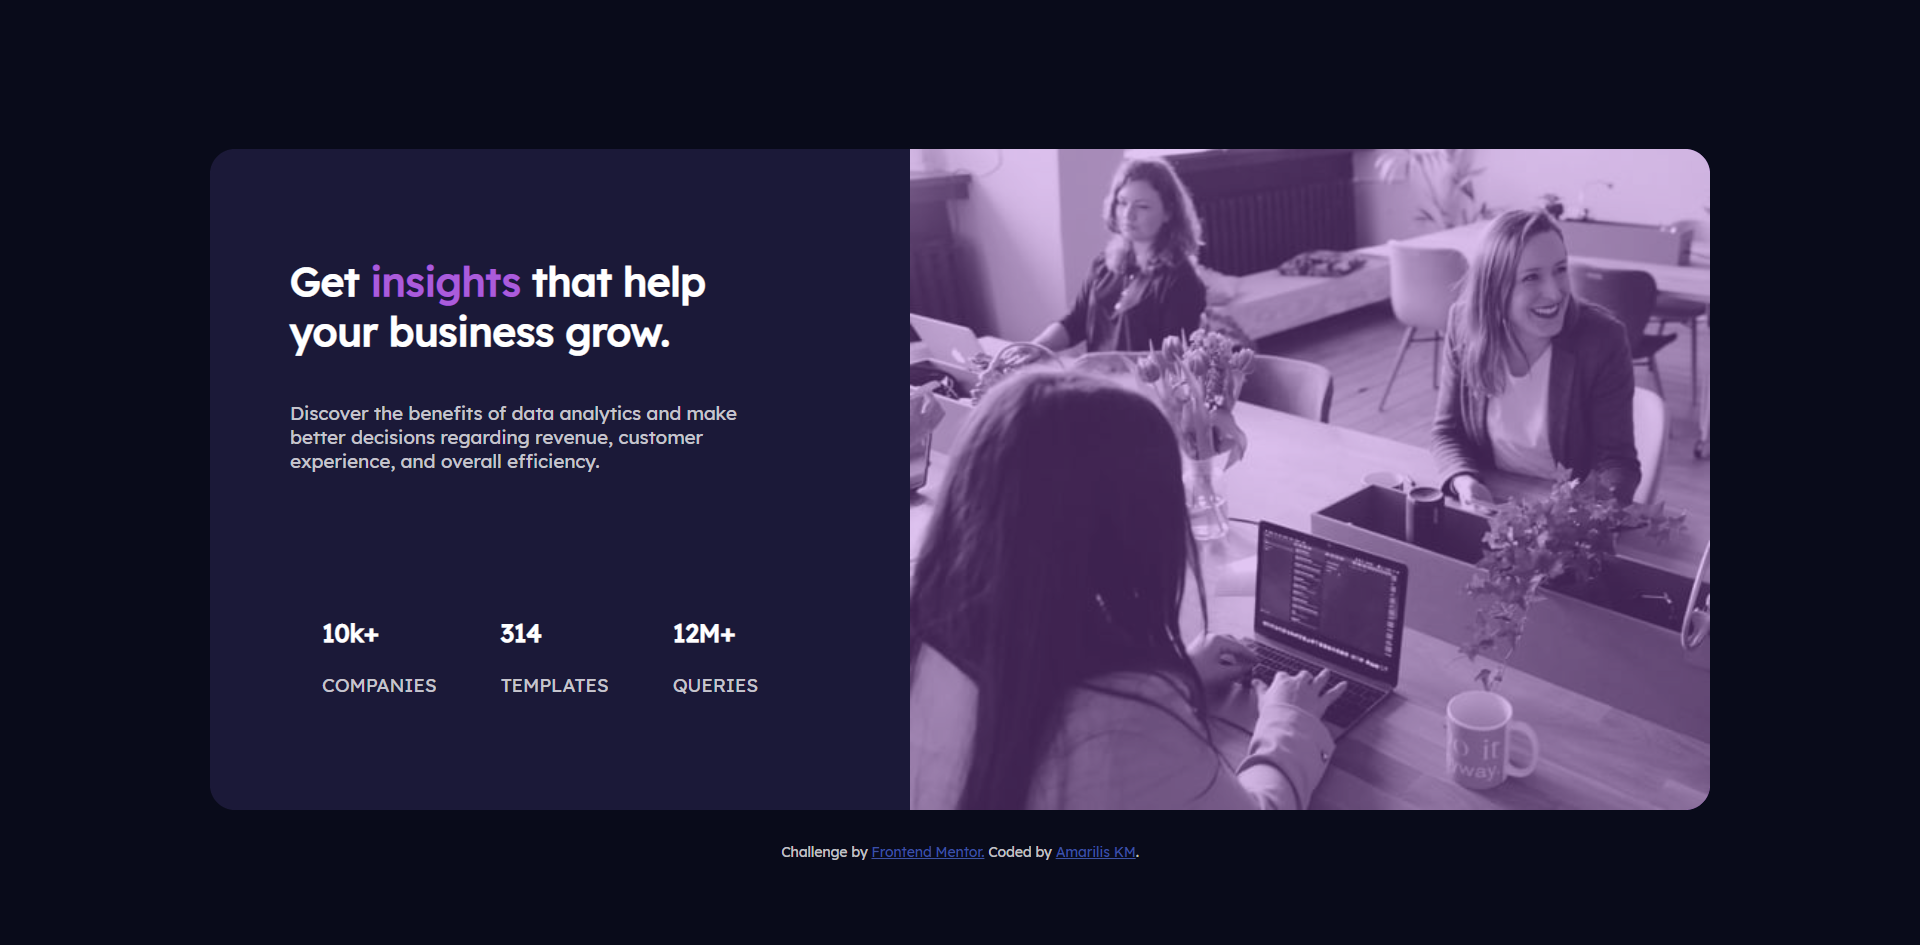 Get insights that help
your business grow.
Discover the benefits of data analytics and make
better decisions regarding revenue, customer
experience, and overall efficiency.
10k+ 314 12M+
COMPANIES TEMPLATES QUERIES
Challenge by Frontend Mentor. Coded by Amarilis KM.